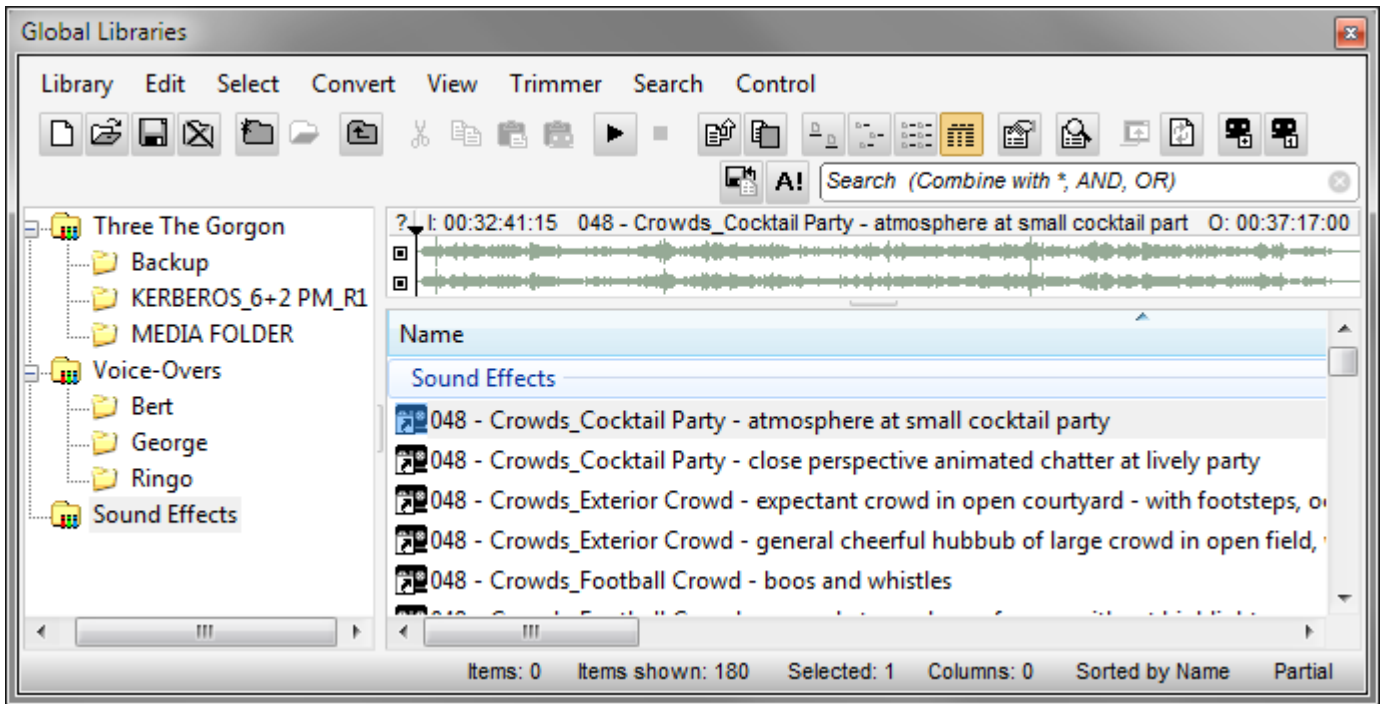 Global Libraries
Library Edit Select Convert View Trimmer Search Control
A! Search (Combine with *, AND, OR)
Three The Gorgon
Backup
KERBEROS_6+2 PM_R1
MEDIA FOLDER
Voice-Overs
Bert
George
Ringo
Sound Effects
? I: 00:32:41:15 048 - Crowds_Cocktail Party - atmosphere at small cocktail part O: 00:37:17:00
Name
Sound Effects
048 - Crowds_Cocktail Party - atmosphere at small cocktail party
048 - Crowds_Cocktail Party - close perspective animated chatter at lively party
048 - Crowds_Exterior Crowd - expectant crowd in open courtyard - with footsteps,
048 - Crowds_Exterior Crowd - general cheerful hubbub of large crowd in open field,
048 - Crowds_Football Crowd - boos and whistles
Items: 0 Items shown: 180 Selected: 1 Columns: 0 Sorted by Name Partial